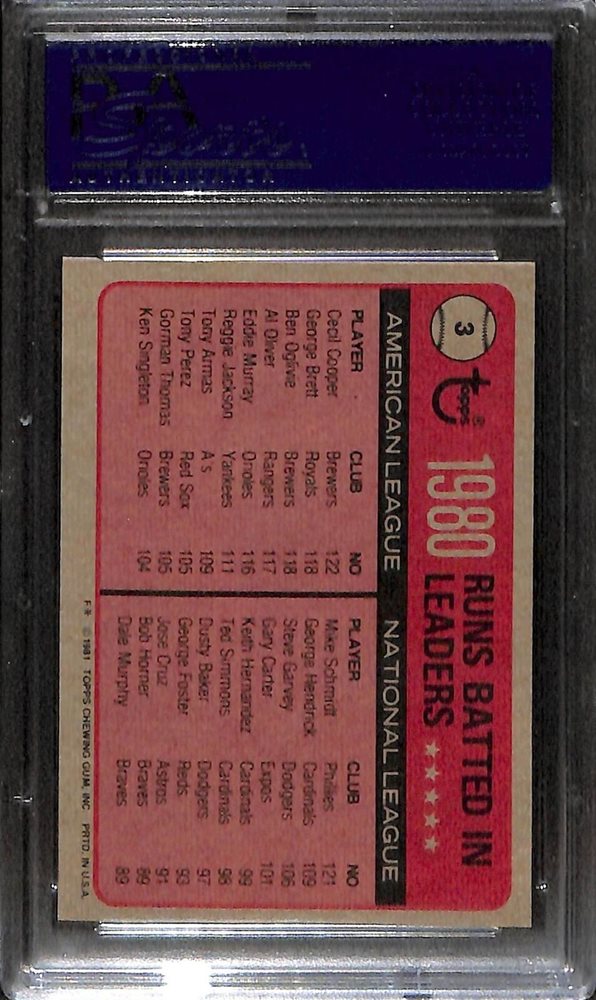 PSA
3
Topps®
1980 RUNS BATTED IN
LEADERS ★★★★★
AMERICAN LEAGUE NATIONAL LEAGUE
PLAYER CLUB NO PLAYER CLUB NO
Cecil Cooper Brewers 122 Mike Schmidt Phillies 121
George Brett Royals 118 George Hendrick Cardinals 109
Ben Oglivie Brewers 118 Steve Garvey Dodgers 106
Al Oliver Rangers 117 Gary Carter Expos 101
Eddie Murray Orioles 116 Keith Hernandez Cardinals 99
Reggie Jackson Yankees 111 Ted Simmons Cardinals 98
Tony Armas A's 109 Dusty Baker Dodgers 97
Tony Perez Red Sox 105 George Foster Reds 93
Gorman Thomas Brewers 105 Jose Cruz Astros 91
Ken Singleton Orioles 104 Bob Horner Braves 89
Dale Murphy Braves 89
F* ©1981 TOPPS CHEWING GUM, INC. PRTD. IN U.S.A.